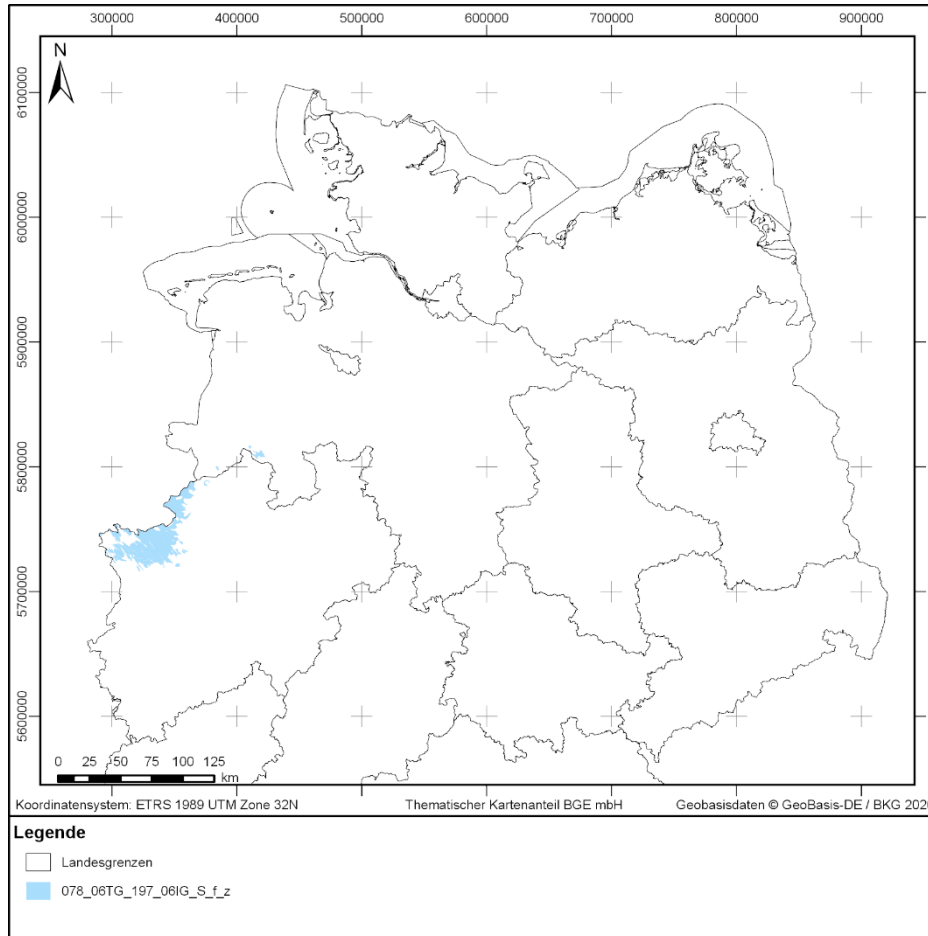 300000 400000 500000 600000 700000 800000 900000
N
6100000
6000000
5900000
5800000
5700000
5600000
0 25 50 75 100 125
km
Koordinatensystem: ETRS 1989 UTM Zone 32N Thematischer Kartenanteil BGE mbH Geobasisdaten © GeoBasis-DE / BKG 2020
Legende
Landesgrenzen
078_06TG_197_06IG_S_f_z